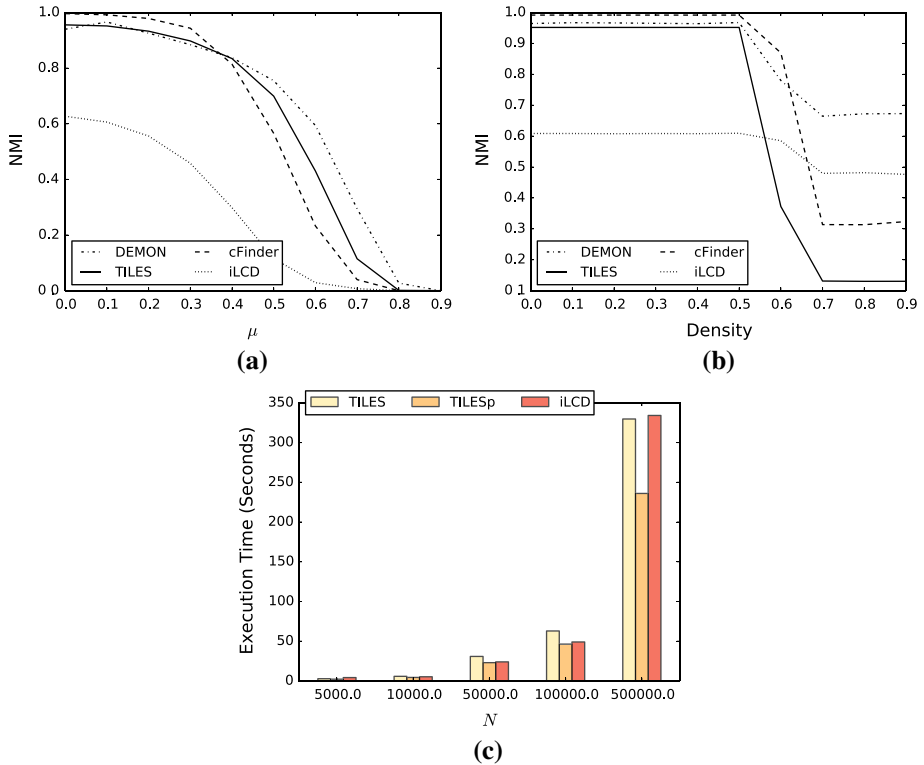 1.0
0.8
0.6
0.4
0.2
0.0
NMI
DEMON
TILES
cFinder
iLCD
0.0 0.1 0.2 0.3 0.4 0.5 0.6 0.7 0.8 0.9
μ
(a)
1.0
0.9
0.8
0.7
0.6
0.5
0.4
0.3
0.2
0.1
NMI
DEMON
TILES
cFinder
iLCD
0.0 0.1 0.2 0.3 0.4 0.5 0.6 0.7 0.8 0.9
Density
(b)
TILES TILESp iLCD
350
300
250
200
150
100
50
0
Execution Time (Seconds)
5000.0 10000.0 50000.0 100000.0 500000.0
N
(c)